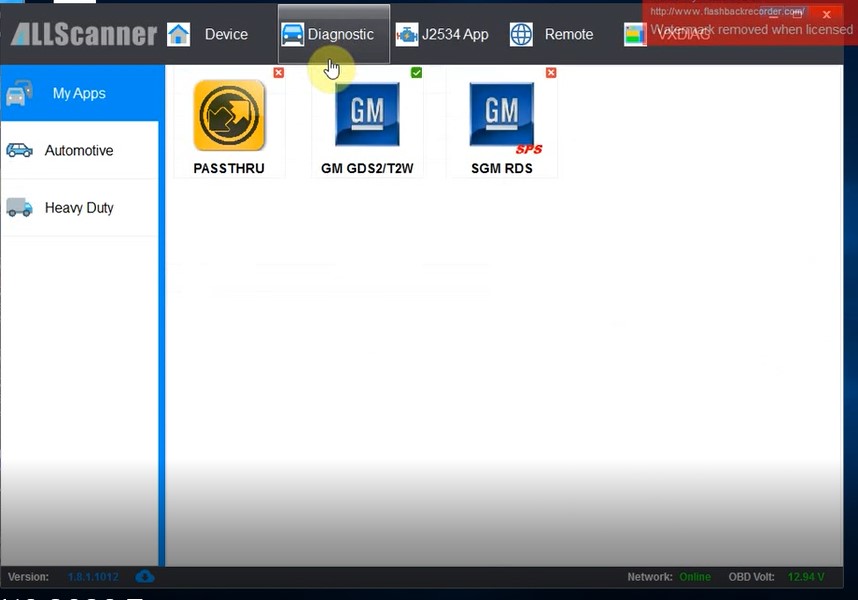 http://www.flashbackrecorder.com/
Watermark removed when licensed
ALLScanner
Device
Diagnostic
J2534 App
Remote
VXDIAG
My Apps
Automotive
Heavy Duty
GM
GM
SPS
PASSTHRU
GM GDS2/T2W
SGM RDS
Version: 1.8.1.1012
Network: Online
OBD Volt: 12.94 V